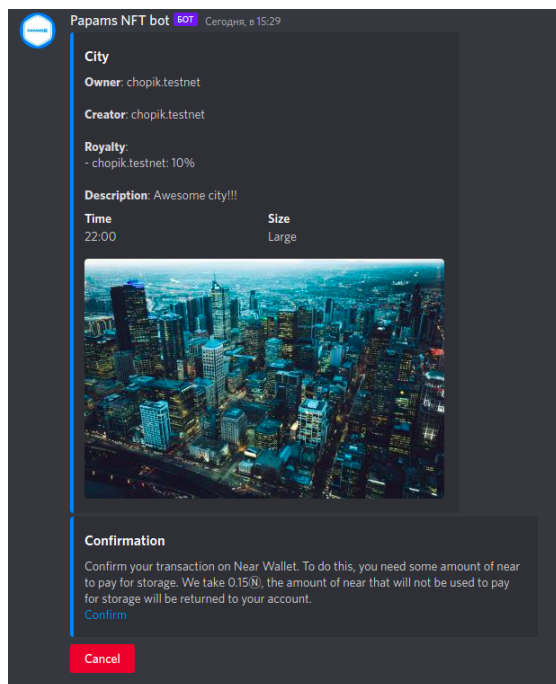 PAPAMS
Papams NFT bot БОТ Сегодня, в 15:29
City
Owner: chopik.testnet
Creator: chopik.testnet
Royalty:
- chopik.testnet: 10%
Description: Awesome city!!!
Time Size
22:00 Large
Confirmation
Confirm your transaction on Near Wallet. To do this, you need some amount of near
to pay for storage. We take 0.15Ⓝ, the amount of near that will not be used to pay
for storage will be returned to your account.
Confirm
Cancel